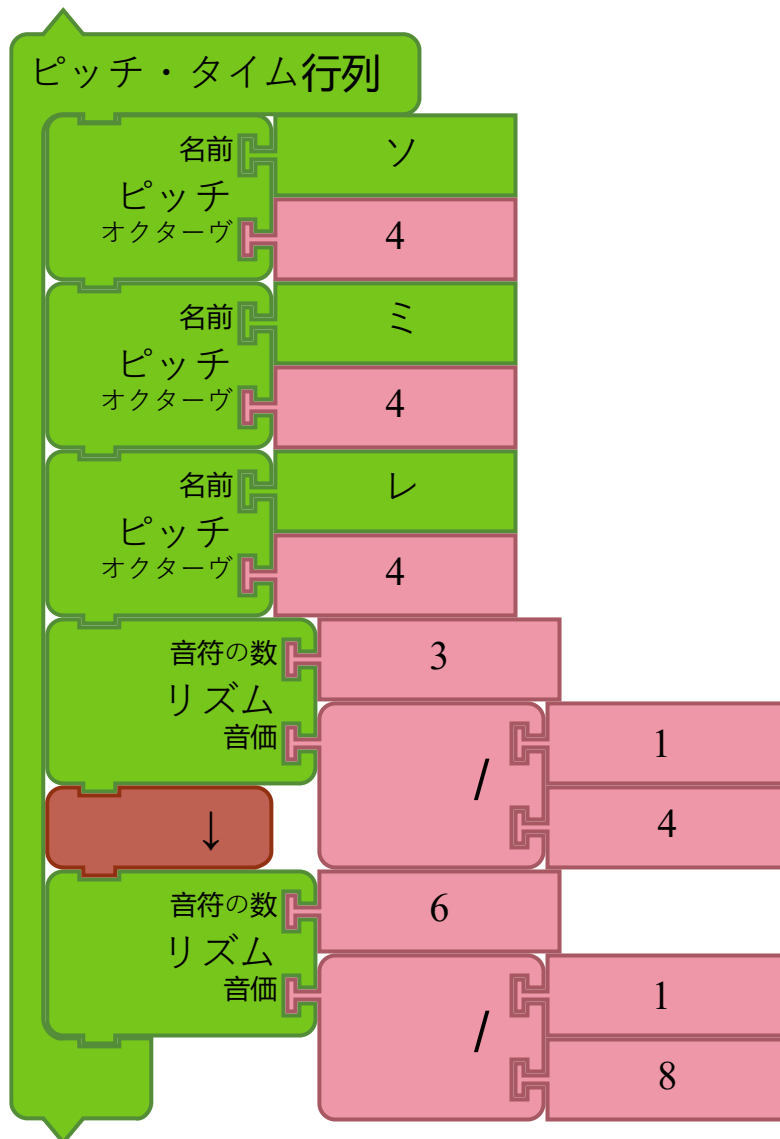 ピッチ・タイム行列
名前
ソ
ピッチ
オクターヴ
4
名前
ミ
ピッチ
オクターヴ
4
名前
レ
ピッチ
オクターヴ
4
音符の数
3
リズム
音価
/
1
4
↓
音符の数
6
リズム
音価
/
1
8